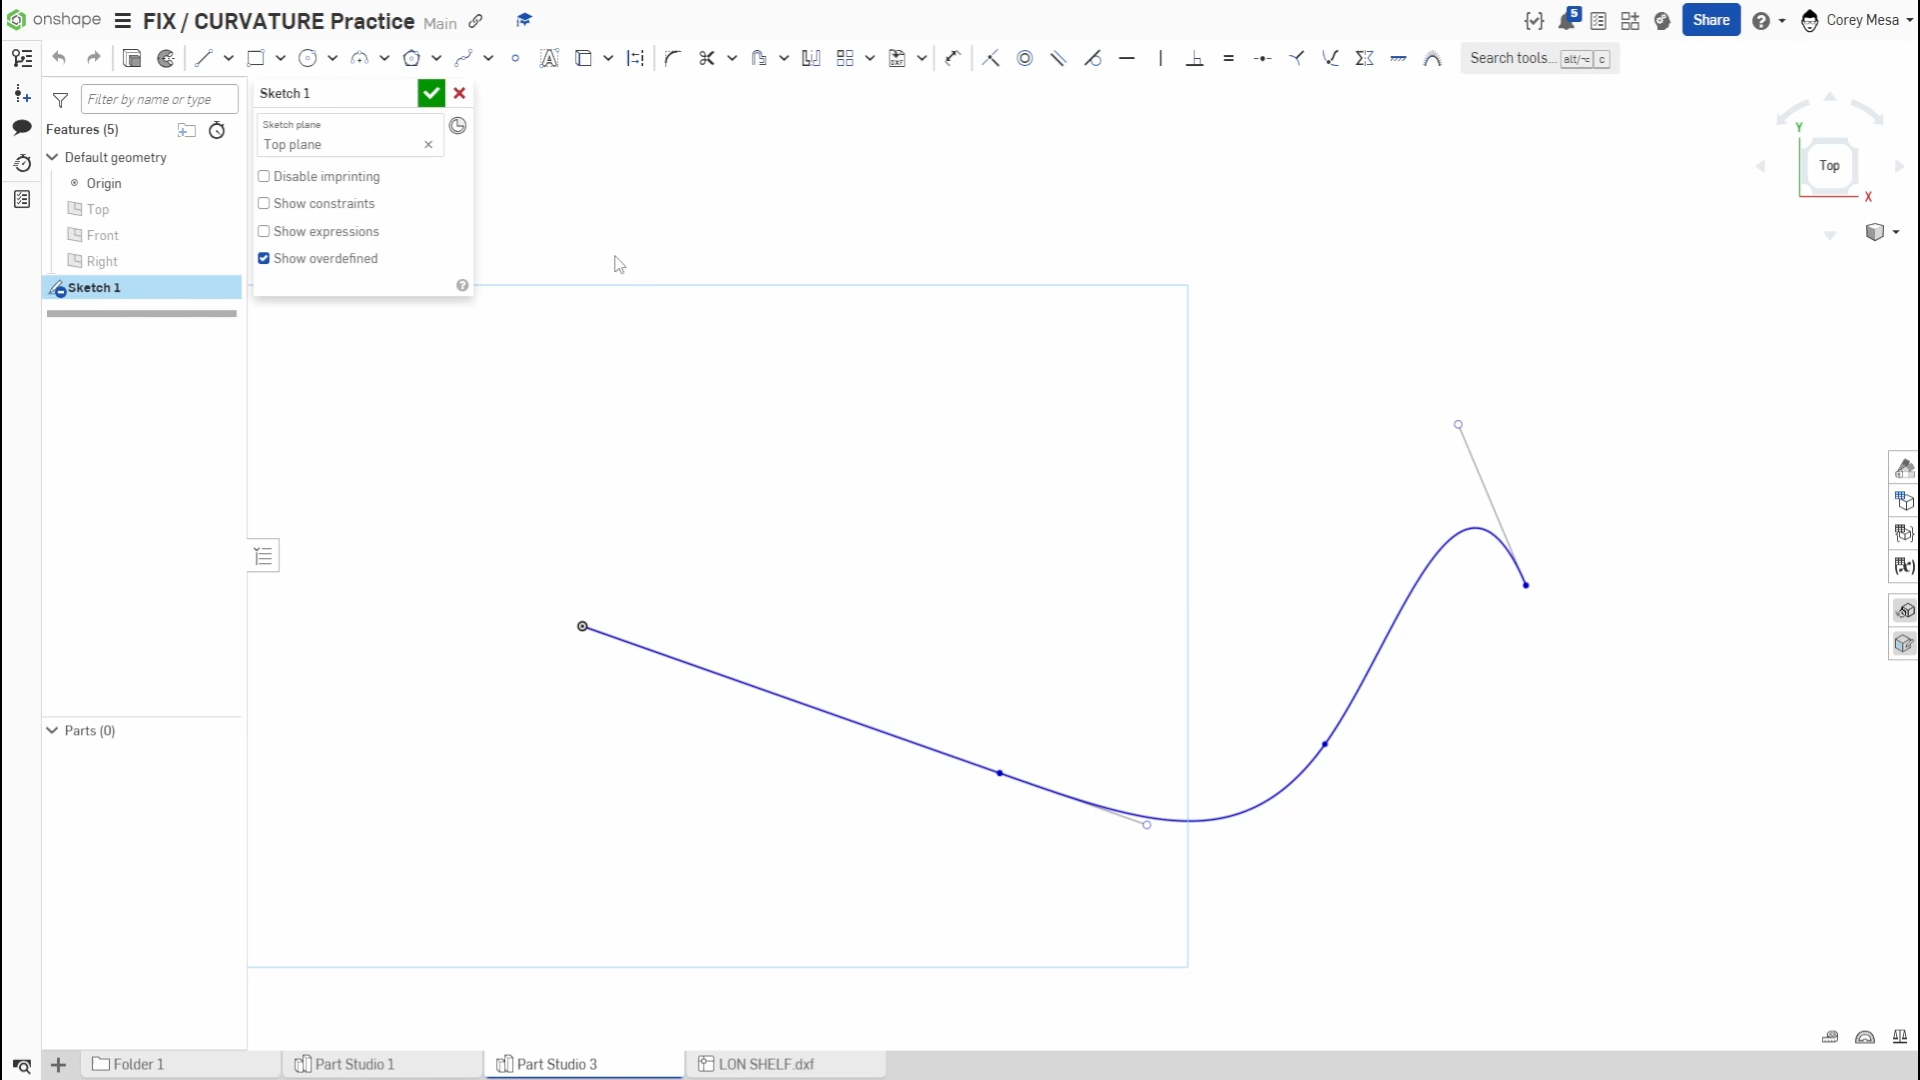 onshape FIX / CURVATURE Practice Main 5 Share Corey Mesa
Search tools... alt/⌥ c
Filter by name or type
Features (5)
Default geometry
Origin
Top
Front
Right
Sketch 1
Parts (0)
Sketch 1
Sketch plane
Top plane
Disable imprinting
Show constraints
Show expressions
Show overdefined
Y
Top
X
Folder 1 Part Studio 1 Part Studio 3 LON SHELF.dxf